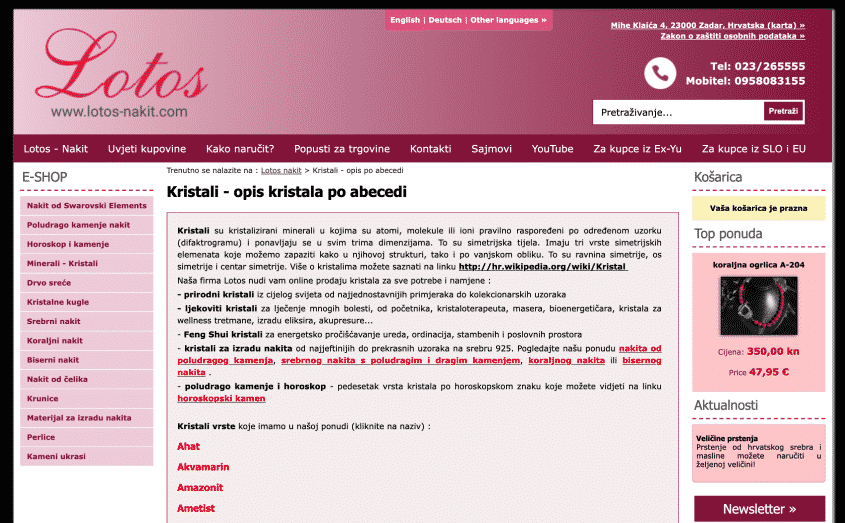 English | Deutsch | Other languages »
Mihe Klaića 4, 23000 Zadar, Hrvatska (karta) »
Zakon o zaštiti osobnih podataka »
Lotos
www.lotos-nakit.com
Tel: 023/265555
Mobitel: 0958083155
Pretraživanje...
Pretraži
Lotos - Nakit
Uvjeti kupovine
Kako naručit?
Popusti za trgovine
Kontakti
Sajmovi
YouTube
Za kupce iz Ex-Yu
Za kupce iz SLO i EU
E-SHOP
Nakit od Swarovski Elements
Poludrago kamenje nakit
Horoskop i kamenje
Minerali - Kristali
Drvo sreće
Kristalne kugle
Srebrni nakit
Koraljni nakit
Biserni nakit
Nakit od čelika
Krunice
Materijal za izradu nakita
Perlice
Kameni ukrasi
Trenutno se nalazite na : Lotos nakit > Kristali - opis po abecedi
Kristali - opis kristala po abecedi
Kristali su kristalizirani minerali u kojima su atomi, molekule ili ioni pravilno raspoređeni po određenom uzorku
(difaktrogramu) i ponavljaju se u svim trima dimenzijama. To su simetrijska tijela. Imaju tri vrste simetrijskih
elemenata koje možemo zapaziti kako u njihovoj strukturi, tako i po vanjskom obliku. To su ravnina simetrije, os
simetrije i centar simetrije. Više o kristalima možete saznati na linku http://hr.wikipedia.org/wiki/Kristal
Naša firma Lotos nudi vam online prodaju kristala za sve potrebe i namjene :
- prirodni kristali iz cijelog svijeta od najjednostavnijih primjeraka do kolekcionarskih uzoraka
- ljekoviti kristali za lječenje mnogih bolesti, od početnika, kristaloterapeuta, masera, bioenergetičara, kristala za
wellness tretmane, izradu eliksira, akupresure...
- Feng Shui kristali za energetsko pročišćavanje ureda, ordinacija, stambenih i poslovnih prostora
- kristali za izradu nakita od najjeftinijih do prekrasnih uzoraka na srebru 925. Pogledajte našu ponudu nakita od
poludragog kamenja, srebrnog nakita s poludragim i dragim kamenjem, koraljnog nakita ili bisernog
nakita .
- poludrago kamenje i horoskop - pedesetak vrsta kristala po horoskopskom znaku koje možete vidjeti na linku
horoskopski kamen
Kristali vrste koje imamo u našoj ponudi (kliknite na naziv) :
Ahat
Akvamarin
Amazonit
Ametist
Košarica
Vaša košarica je prazna
Top ponuda
koraljna ogrlica A-204
Cijena: 350,00 kn
Price 47,95 €
Aktualnosti
Veličine prstenja
Prstenje od hrvatskog srebra i
masline možete naručiti u
željenoj veličini!
Newsletter »